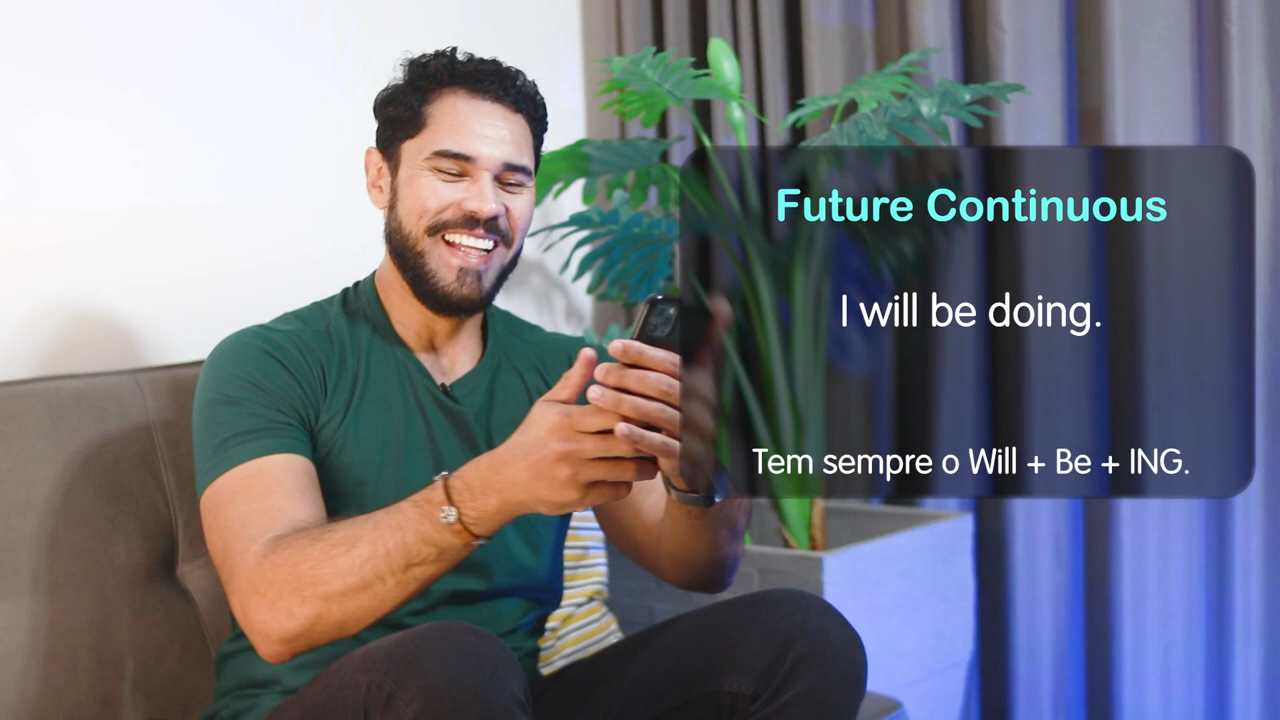 Future Continuous
I will be doing.
Tem sempre o Will + Be + ING.